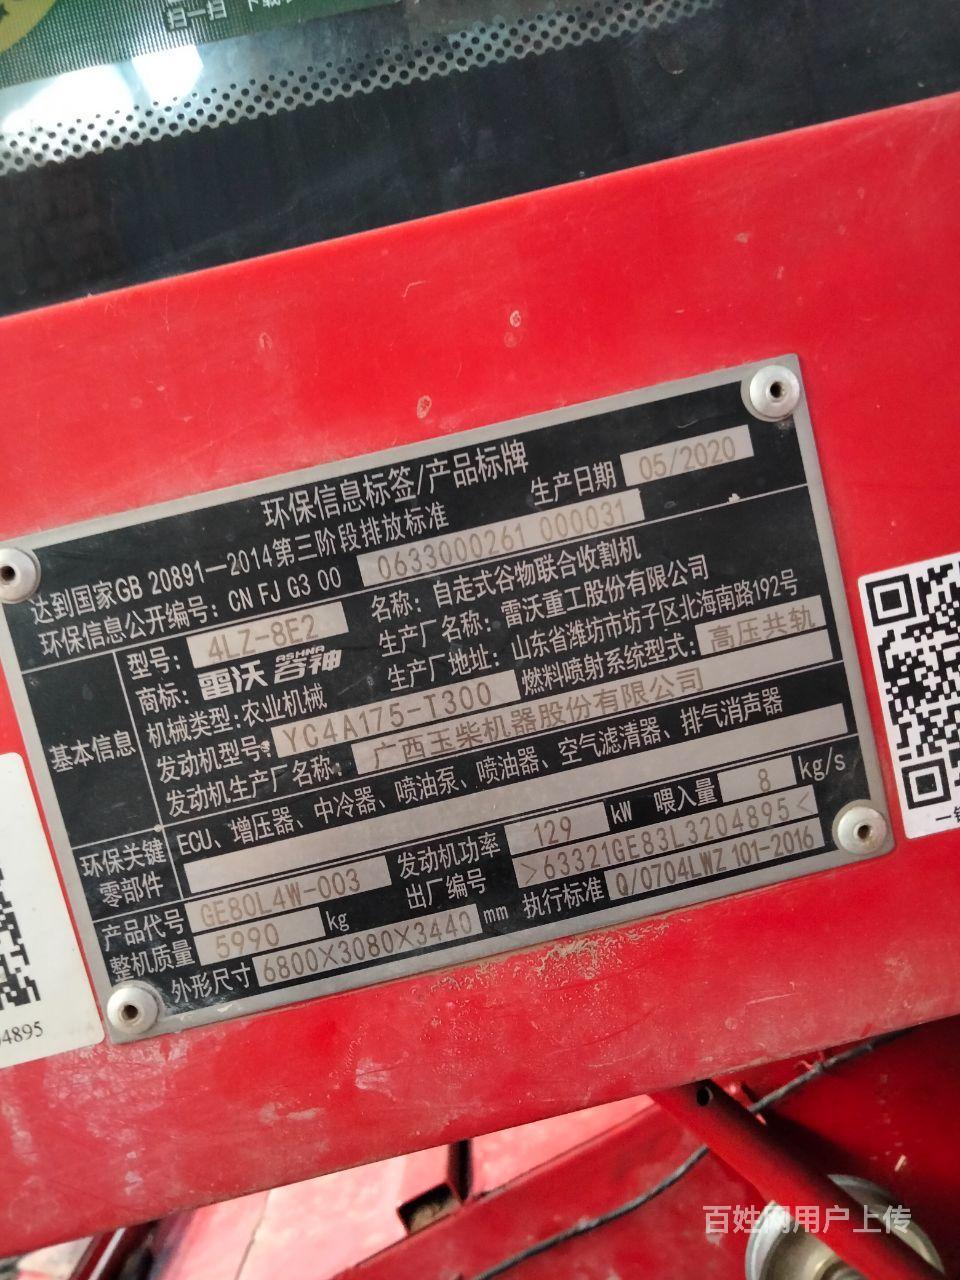 扫一扫
环保信息标签/产品标牌
达到国家GB 20891—2014第三阶段排放标准
生产日期 05/2020
环保信息公开编号: CN FJ G3 00 0633000261 000031
基本信息
型号: 4LZ-8E2
名称: 自走式谷物联合收割机
商标: 雷沃 谷神 ASHNA
生产厂名称: 雷沃重工股份有限公司
机械类型: 农业机械
生产厂地址: 山东省潍坊市坊子区北海南路192号
发动机型号: YC4A175-T300
燃料喷射系统型式: 高压共轨
发动机生产厂名称: 广西玉柴机器股份有限公司
环保关键零部件
ECU、增压器、中冷器、喷油泵、喷油器、空气滤清器、排气消声器
产品代号 GE80L4W-003
发动机功率 129 kW
喂入量 8 kg/s
整机质量 5990 kg
出厂编号 >63321GE83L3204895<
外形尺寸 6800×3080×3440 mm
执行标准 Q/0704LWZ 101-2016
4895
百姓网用户上传